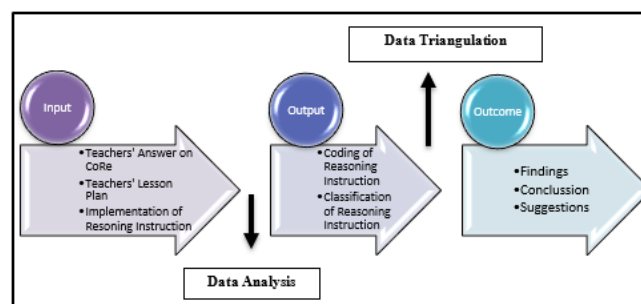 Data Triangulation
Input
• Teachers' Answer on
CoRe
• Teachers' Lesson
Plan
• Implementation of
Resoning Instruction
Output
• Coding of
Reasoning
Instruction
• Classification
of Reasoning
Instruction
Outcome
• Findings
• Conclussion
• Suggestions
Data Analysis